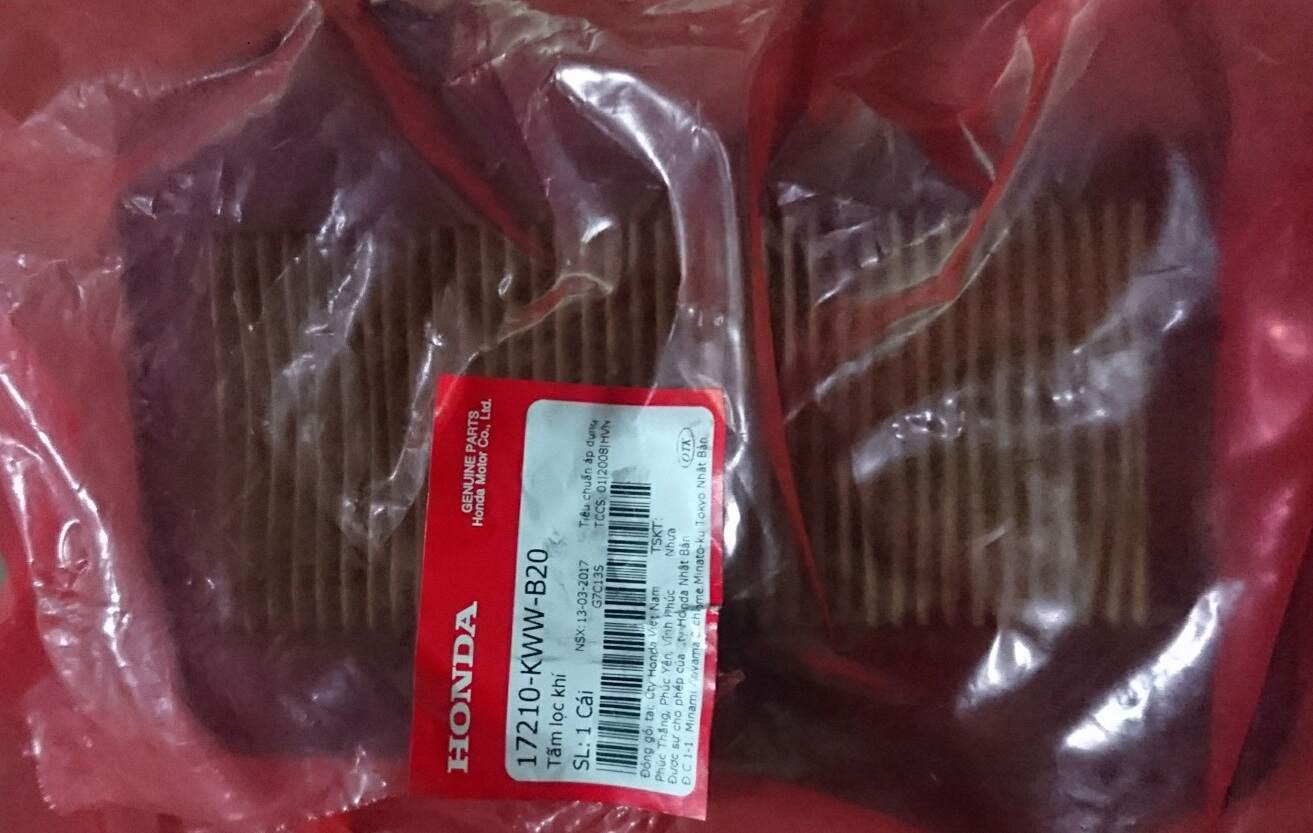 HONDA
GENUINE PARTS
Honda Motor Co., Ltd.
17210-KWW-B20
Tấm lọc khí
SL: 1 Cái
NSX: 13-03-2017
G7C13S
Tiêu chuẩn áp dụng
TCCS: 01|2008|HVN
Đóng gói tại: Cty Honda Việt Nam
TSKT:
Phúc Thắng, Phúc Yên, Vĩnh Phúc
Nhựa
Được sự cho phép của Cty Honda Nhật Bản
Đ.C 1-1, Minami Aoyama 2-chome,Minato-ku Tokyo Nhật Bản
OTK